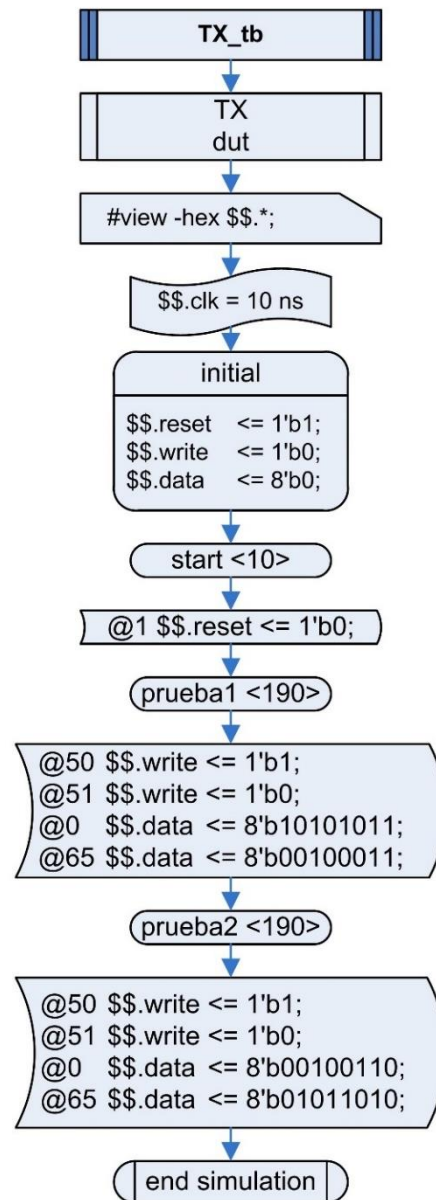 TX_tb
TX
dut
#view -hex $$.*;
$$.clk = 10 ns
initial
$$.reset <= 1'b1;
$$.write <= 1'b0;
$$.data <= 8'b0;
start <10>
@1 $$.reset <= 1'b0;
prueba1 <190>
@50 $$.write <= 1'b1;
@51 $$.write <= 1'b0;
@0 $$.data <= 8'b10101011;
@65 $$.data <= 8'b00100011;
prueba2 <190>
@50 $$.write <= 1'b1;
@51 $$.write <= 1'b0;
@0 $$.data <= 8'b00100110;
@65 $$.data <= 8'b01011010;
end simulation